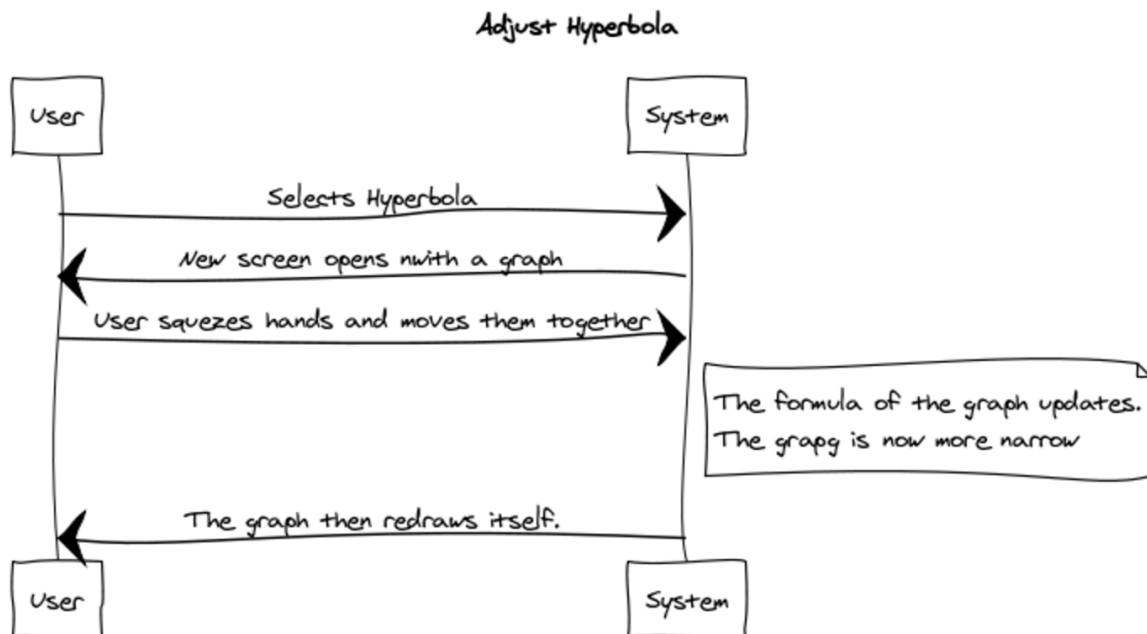 Adjust Hyperbola
User
System
Selects Hyperbola
New screen opens nwith a graph
User squezes hands and moves them together
The formula of the graph updates.
The grapg is now more narrow
The graph then redraws itself.
User
System